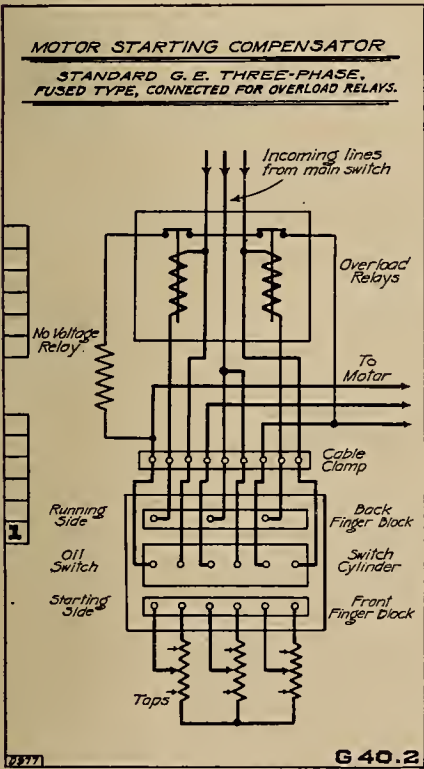 MOTOR STARTING COMPENSATOR
STANDARD G. E. THREE-PHASE,
FUSED TYPE, CONNECTED FOR OVERLOAD RELAYS.
Incoming lines
from main switch
Overload
Relays
No Voltage
Relay.
To
Motor
Cable
Clamp
Running
Side
Back
Finger Block
Oil
Switch
Switch
Cylinder
Starting
Side
Front
Finger Block
Taps
1
G 40.2